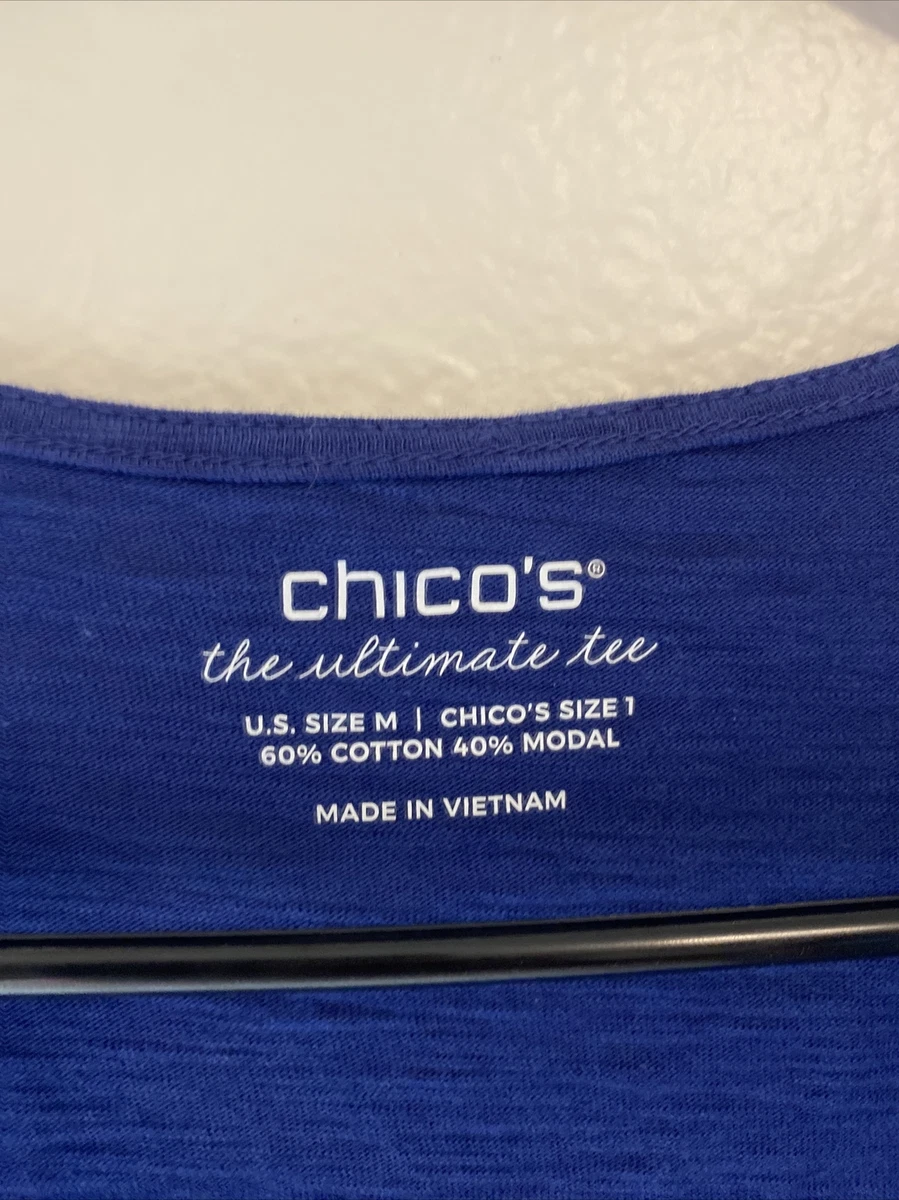 chico's®
the ultimate tee
U.S. SIZE M | CHICO'S SIZE 1
60% COTTON 40% MODAL
MADE IN VIETNAM